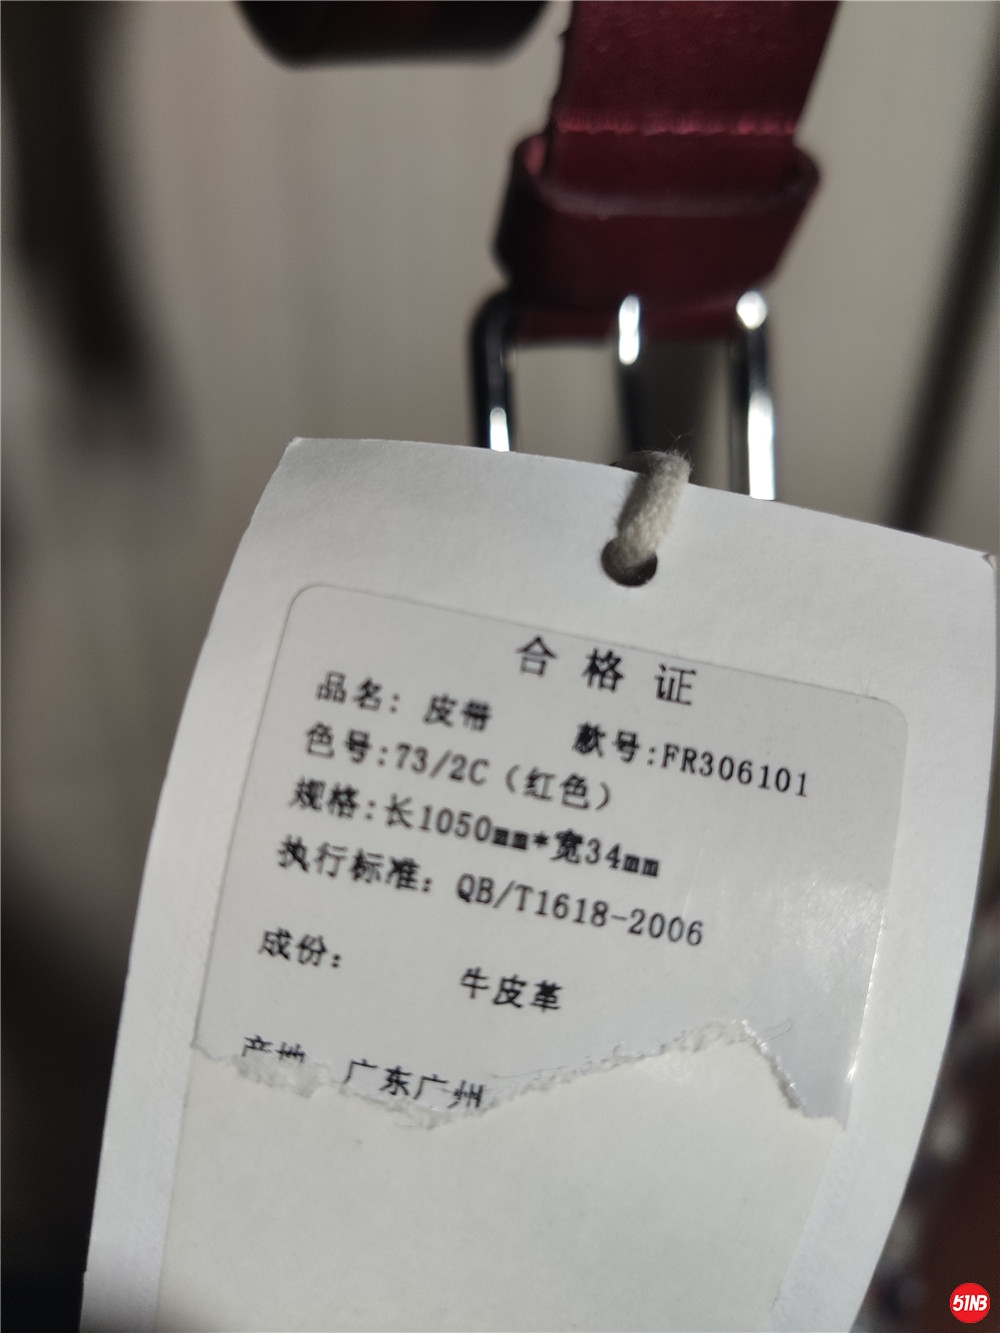 合格证
品名：皮带 款号:FR306101
色号:73/2C（红色）
规格:长1050mm*宽34mm
执行标准：QB/T1618-2006
成份： 牛皮革
产地 广东广州
51NB